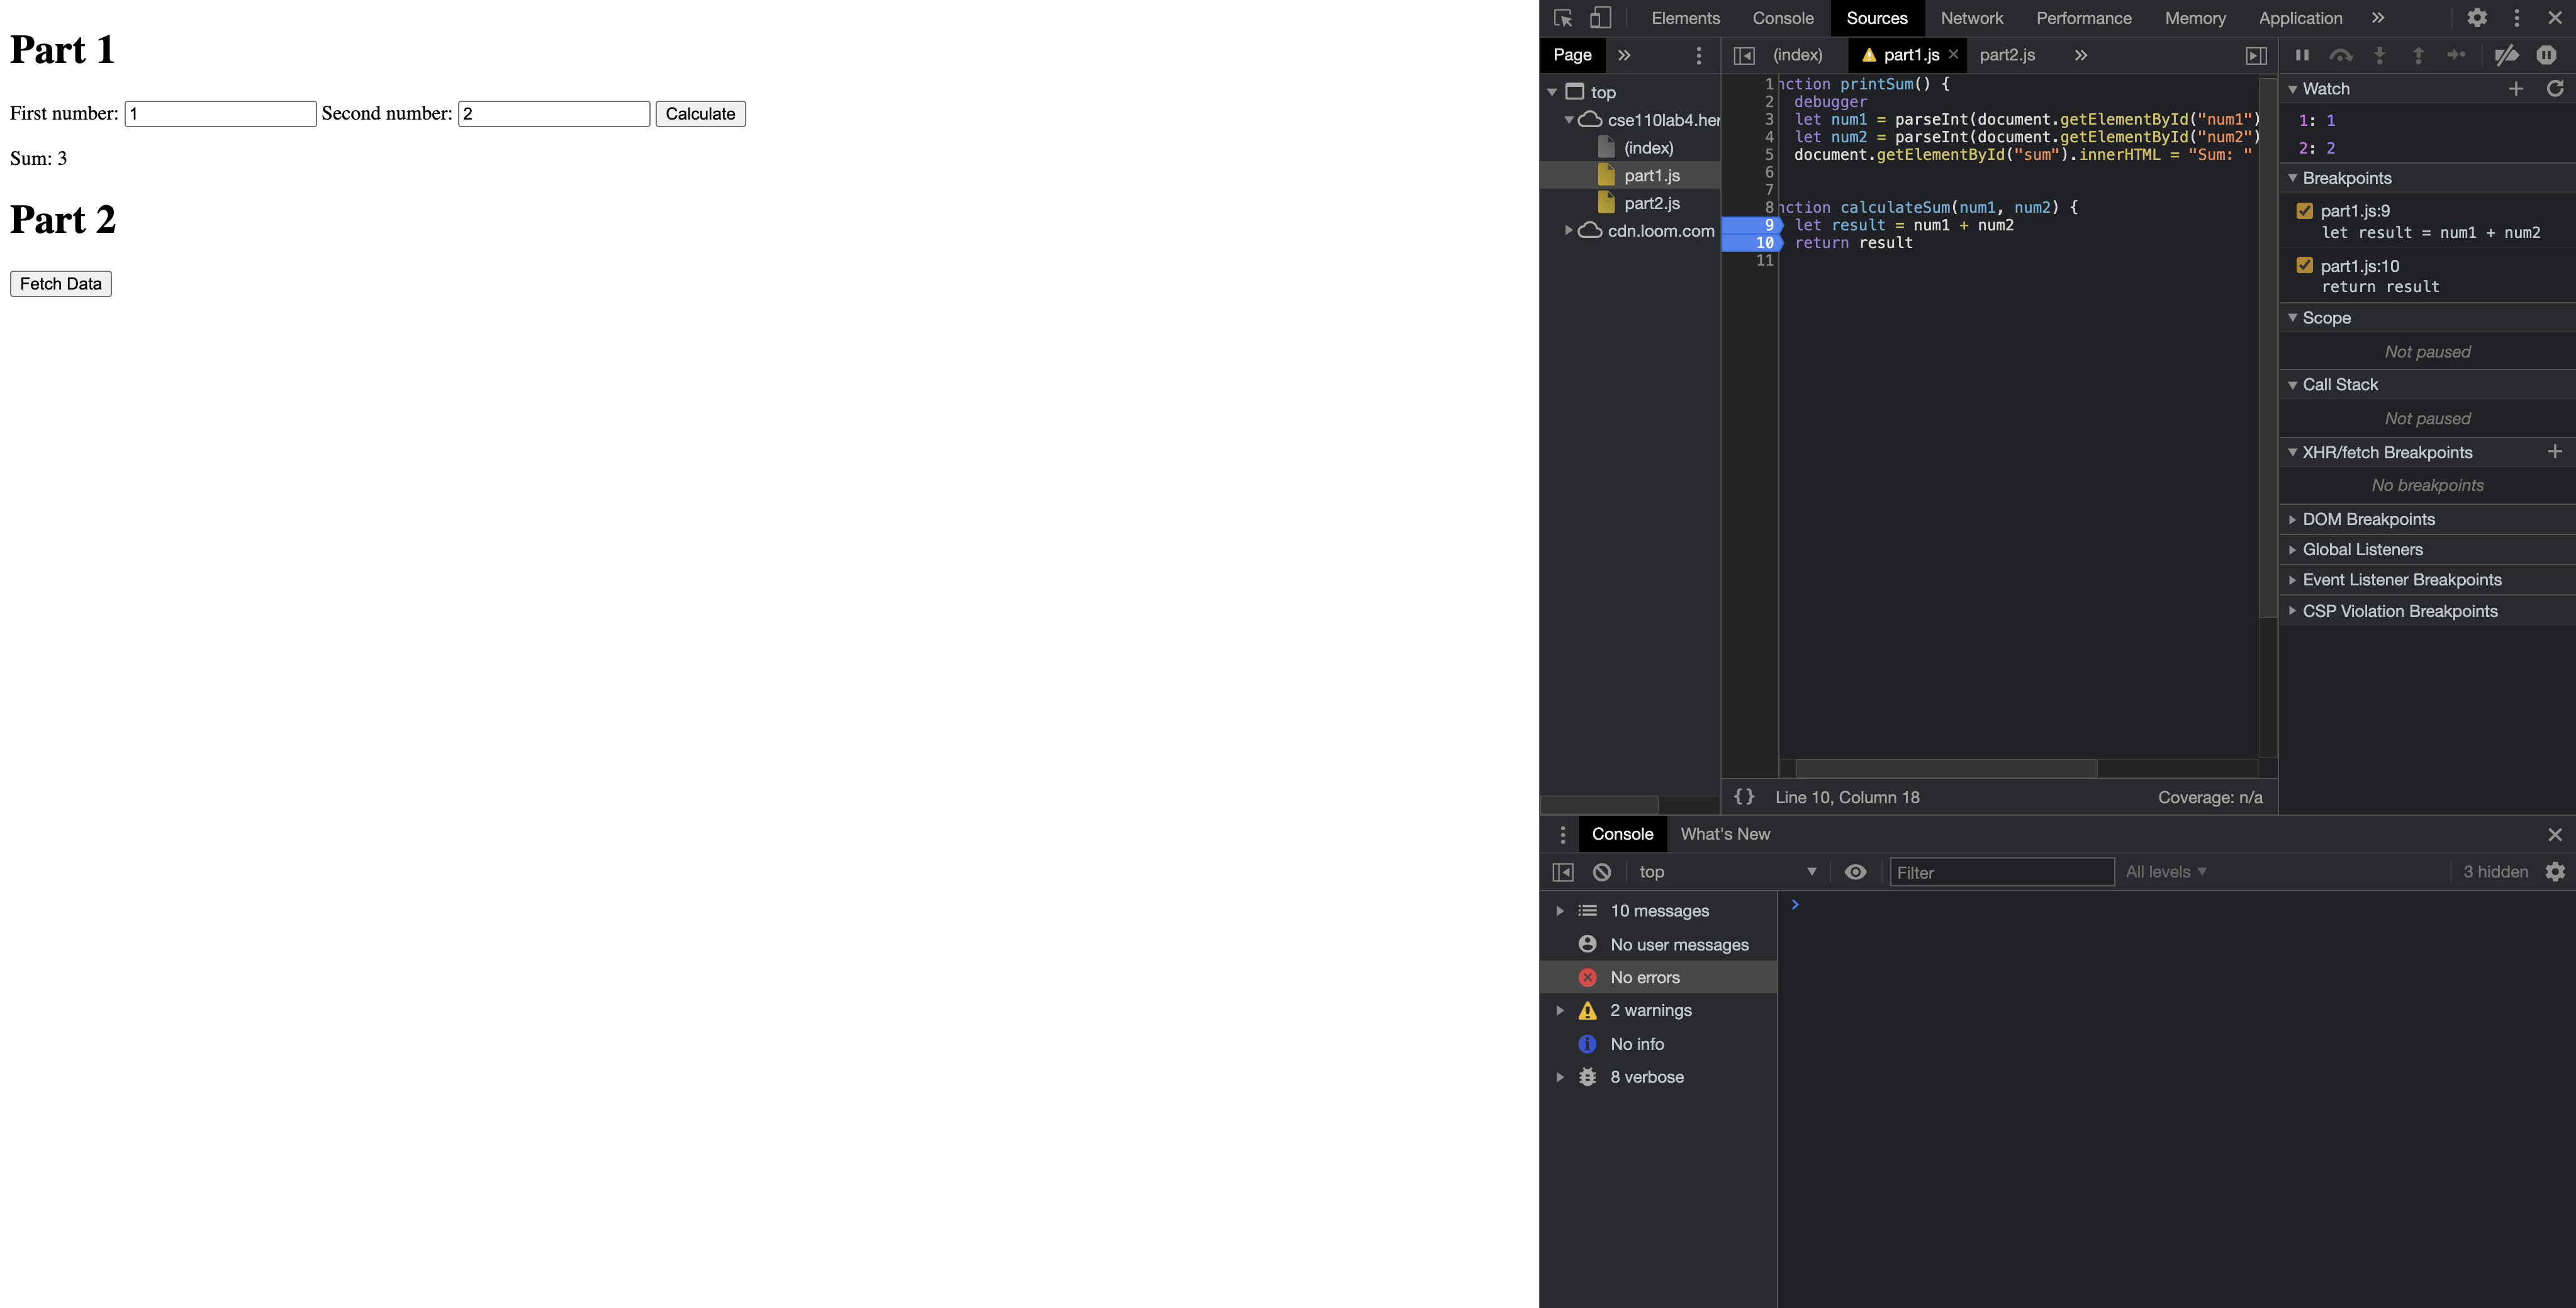 Part 1
First number: 1 Second number: 2 Calculate
Sum: 3
Part 2
Fetch Data
Elements Console Sources Network Performance Memory Application »
Page » (index) part1.js × part2.js »
top
cse110lab4.her
(index)
part1.js
part2.js
cdn.loom.com
1 nction printSum() {
2 debugger
3 let num1 = parseInt(document.getElementById("num1")
4 let num2 = parseInt(document.getElementById("num2")
5 document.getElementById("sum").innerHTML = "Sum: "
6
7
8 nction calculateSum(num1, num2) {
9 let result = num1 + num2
10 return result
11
{} Line 10, Column 18 Coverage: n/a
Watch
1: 1
2: 2
Breakpoints
part1.js:9
let result = num1 + num2
part1.js:10
return result
Scope
Not paused
Call Stack
Not paused
XHR/fetch Breakpoints
No breakpoints
DOM Breakpoints
Global Listeners
Event Listener Breakpoints
CSP Violation Breakpoints
Console What's New
top Filter All levels 3 hidden
10 messages
No user messages
No errors
2 warnings
No info
8 verbose
>